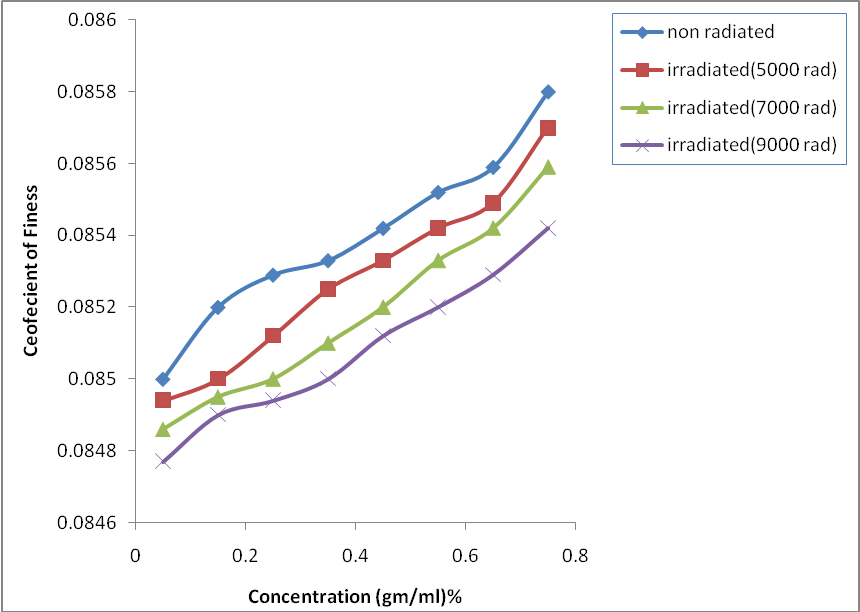 0.086
0.0858
0.0856
0.0854
0.0852
0.085
0.0848
0.0846
0 0.2 0.4 0.6 0.8
Ceofecient of Finess
Concentration (gm/ml)%
non radiated
irradiated(5000 rad)
irradiated(7000 rad)
irradiated(9000 rad)